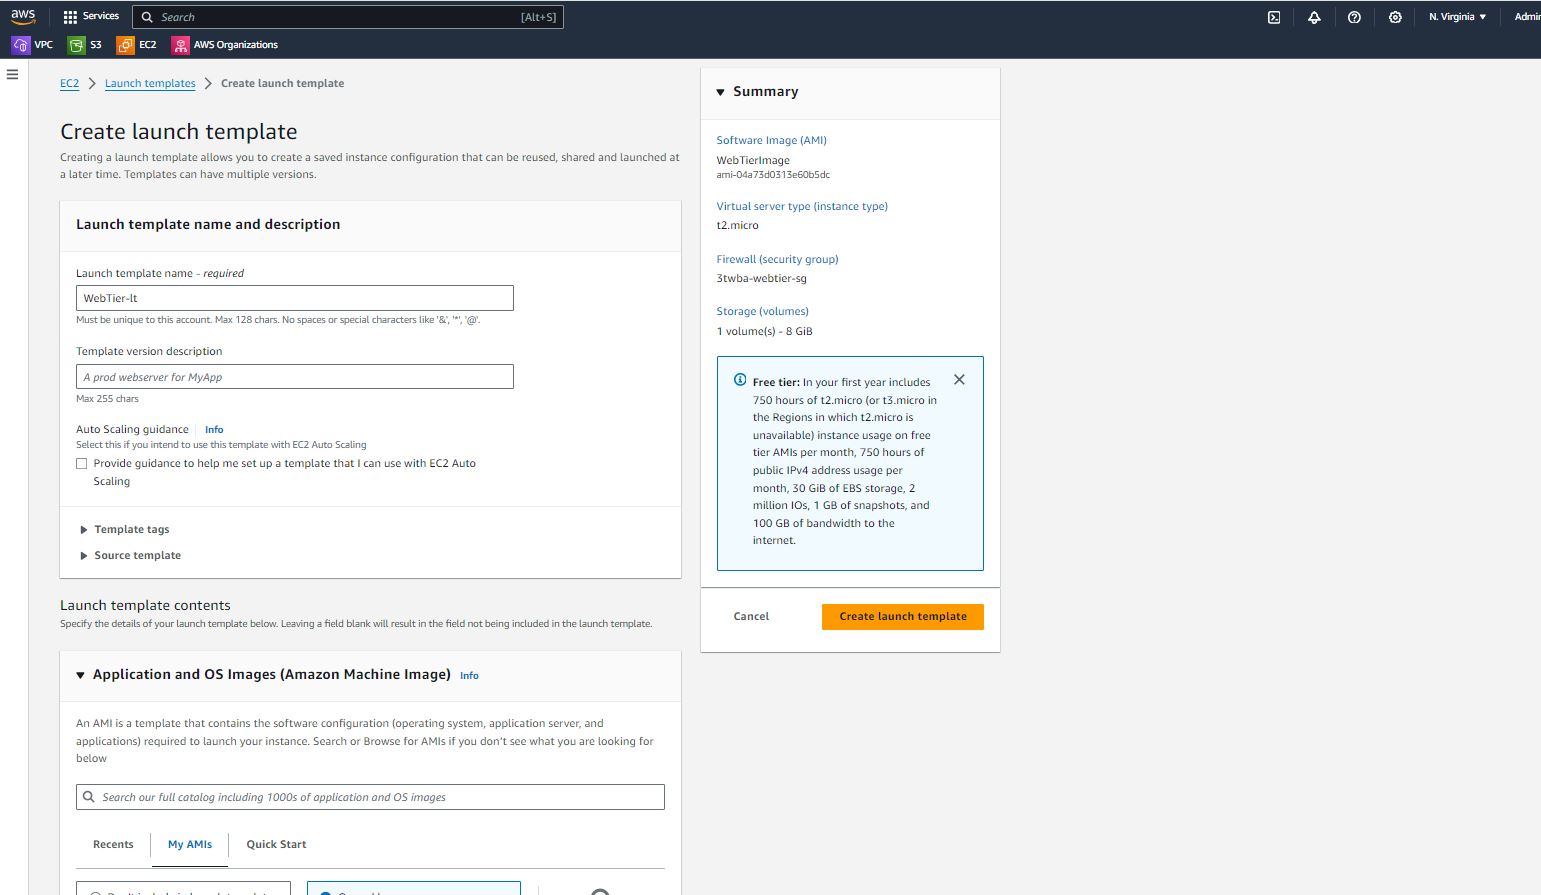 aws
Services
Search
[Alt+S]
N. Virginia
VPC
S3
EC2
AWS Organizations
EC2
Launch templates
Create launch template
Create launch template
Creating a launch template allows you to create a saved instance configuration that can be reused, shared and launched at
a later time. Templates can have multiple versions.
Launch template name and description
Launch template name - required
WebTier-lt
Must be unique to this account. Max 128 chars. No spaces or special characters like '&', '*', '@'.
Template version description
A prod webserver for MyApp
Max 255 chars
Auto Scaling guidance
Info
Select this if you intend to use this template with EC2 Auto Scaling
Provide guidance to help me set up a template that I can use with EC2 Auto
Scaling
Template tags
Source template
Launch template contents
Specify the details of your launch template below. Leaving a field blank will result in the field not being included in the launch template.
Application and OS Images (Amazon Machine Image)
Info
An AMI is a template that contains the software configuration (operating system, application server, and
applications) required to launch your instance. Search or Browse for AMIs if you don't see what you are looking for
below
Search our full catalog including 1000s of application and OS images
Recents
My AMIs
Quick Start
Summary
Software Image (AMI)
WebTierImage
ami-04a73d0313e60b5dc
Virtual server type (instance type)
t2.micro
Firewall (security group)
3twba-webtier-sg
Storage (volumes)
1 volume(s) - 8 GiB
Free tier: In your first year includes
750 hours of t2.micro (or t3.micro in
the Regions in which t2.micro is
unavailable) instance usage on free
tier AMIs per month, 750 hours of
public IPv4 address usage per
month, 30 GiB of EBS storage, 2
million IOs, 1 GB of snapshots, and
100 GB of bandwidth to the
internet.
Cancel
Create launch template